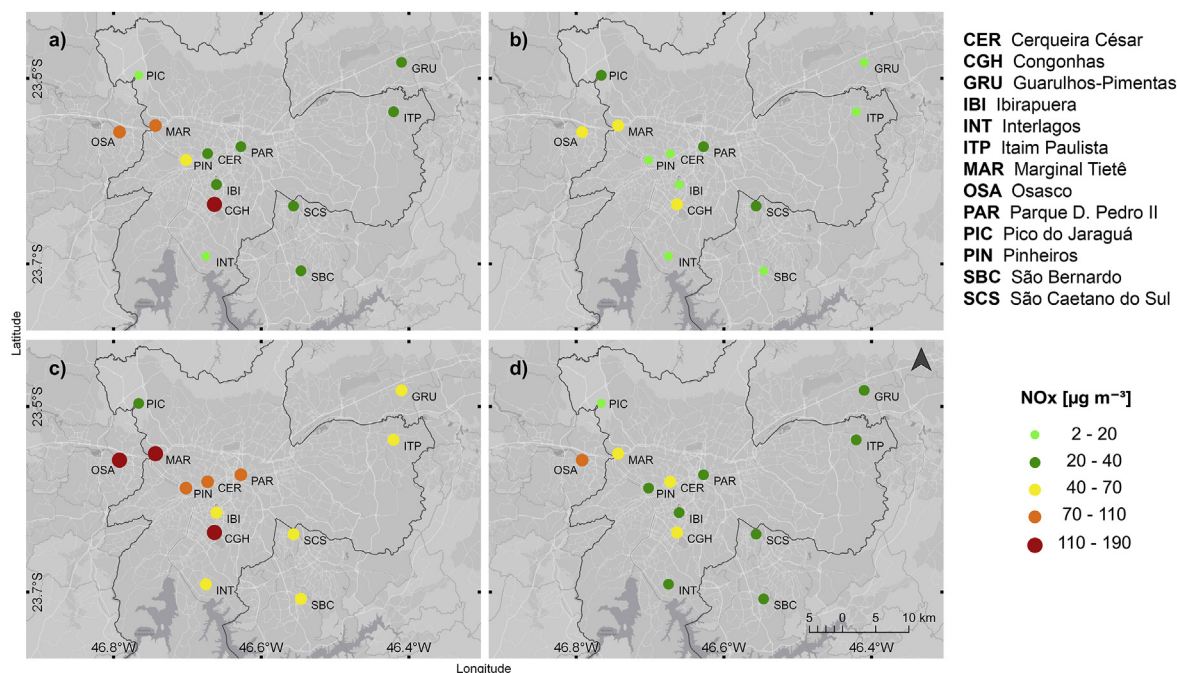 a)
PIC
GRU
ITP
OSA
MAR
PIN
CER
PAR
IBI
CGH
SCS
INT
SBC
23.5°S
23.7°S
b)
PIC
GRU
ITP
OSA
MAR
PIN
CER
PAR
IBI
CGH
SCS
INT
SBC
Latitude
c)
PIC
GRU
ITP
OSA
MAR
PIN
CER
PAR
IBI
CGH
SCS
INT
SBC
23.5°S
23.7°S
46.8°W
46.6°W
46.4°W
d)
PIC
GRU
ITP
OSA
MAR
PIN
CER
PAR
IBI
CGH
SCS
INT
SBC
5 0 5 10 km
46.8°W
46.6°W
46.4°W
Longitude
CER Cerqueira César
CGH Congonhas
GRU Guarulhos-Pimentas
IBI Ibirapuera
INT Interlagos
ITP Itaim Paulista
MAR Marginal Tietê
OSA Osasco
PAR Parque D. Pedro II
PIC Pico do Jaraguá
PIN Pinheiros
SBC São Bernardo
SCS São Caetano do Sul
NOx [µg m⁻³]
2 - 20
20 - 40
40 - 70
70 - 110
110 - 190